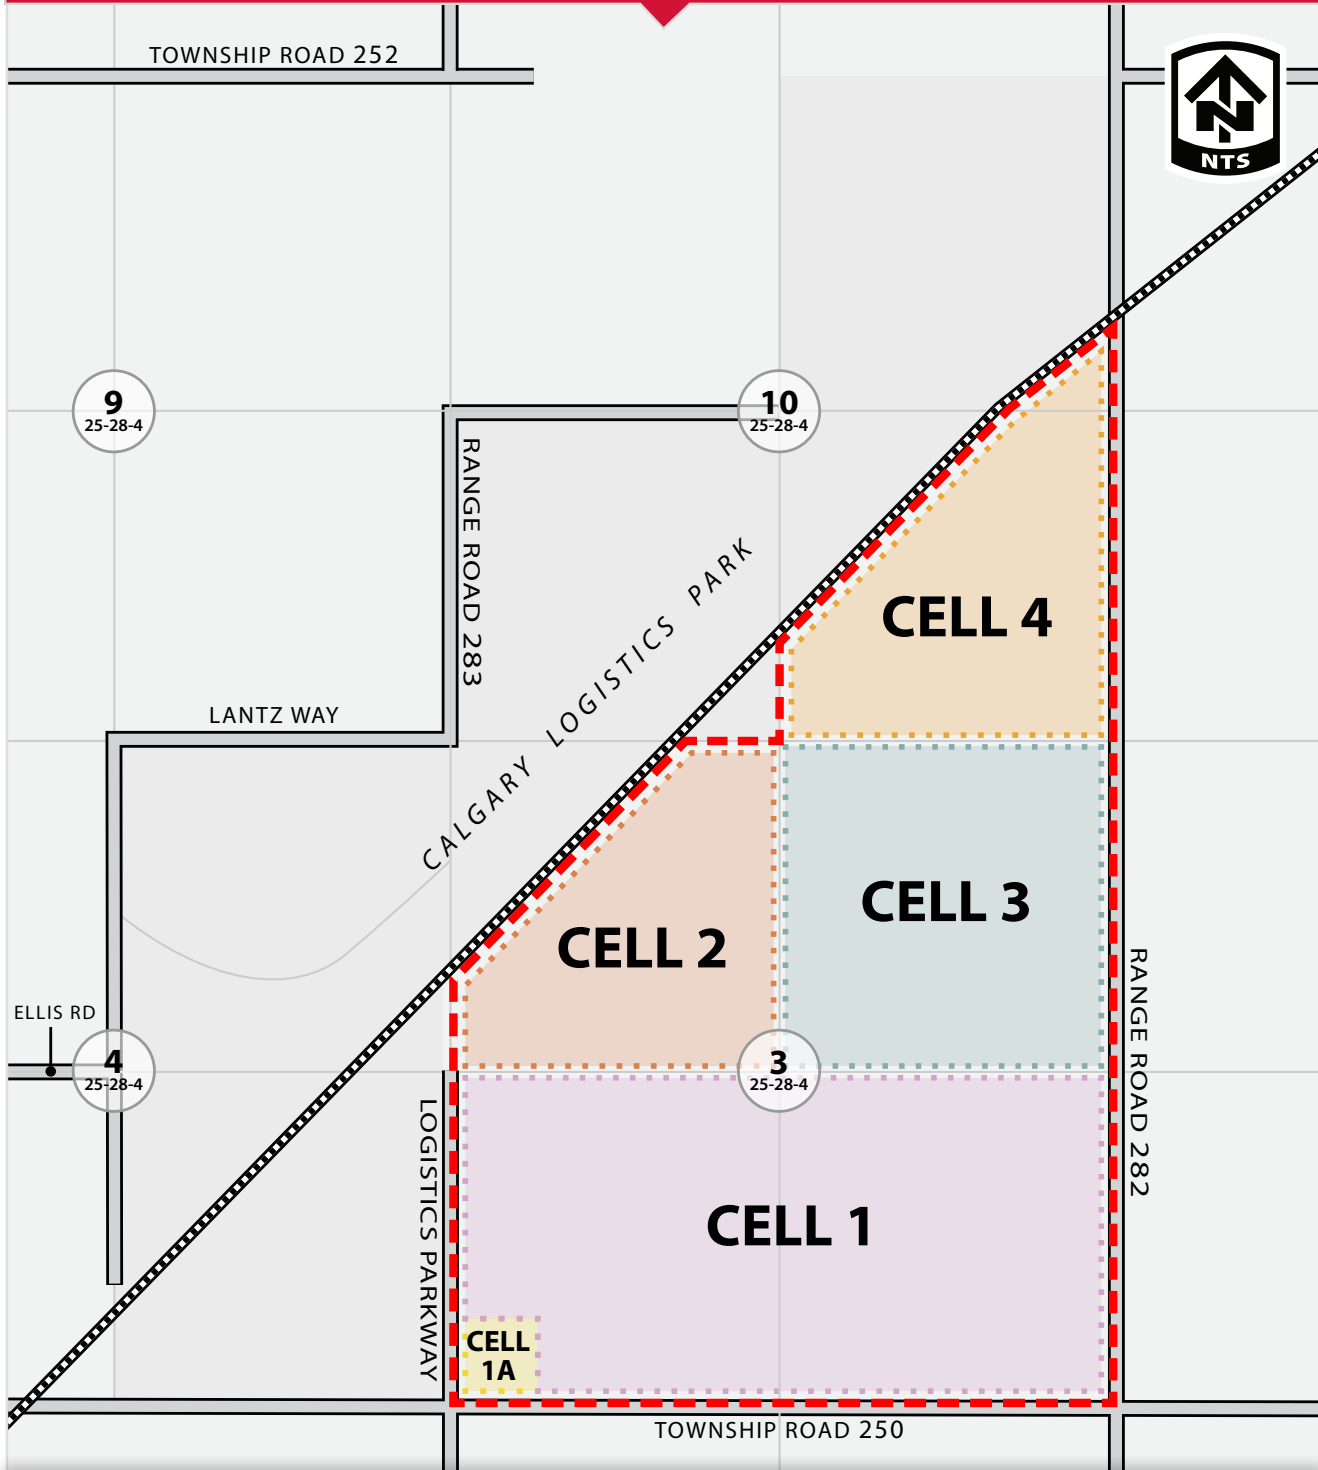 TOWNSHIP ROAD 252
N
NTS
9
25-28-4
10
25-28-4
RANGE ROAD 283
CALGARY LOGISTICS PARK
CELL 4
LANTZ WAY
CELL 3
CELL 2
RANGE ROAD 282
ELLIS RD
4
25-28-4
3
25-28-4
LOGISTICS PARKWAY
CELL 1
CELL
1A
TOWNSHIP ROAD 250